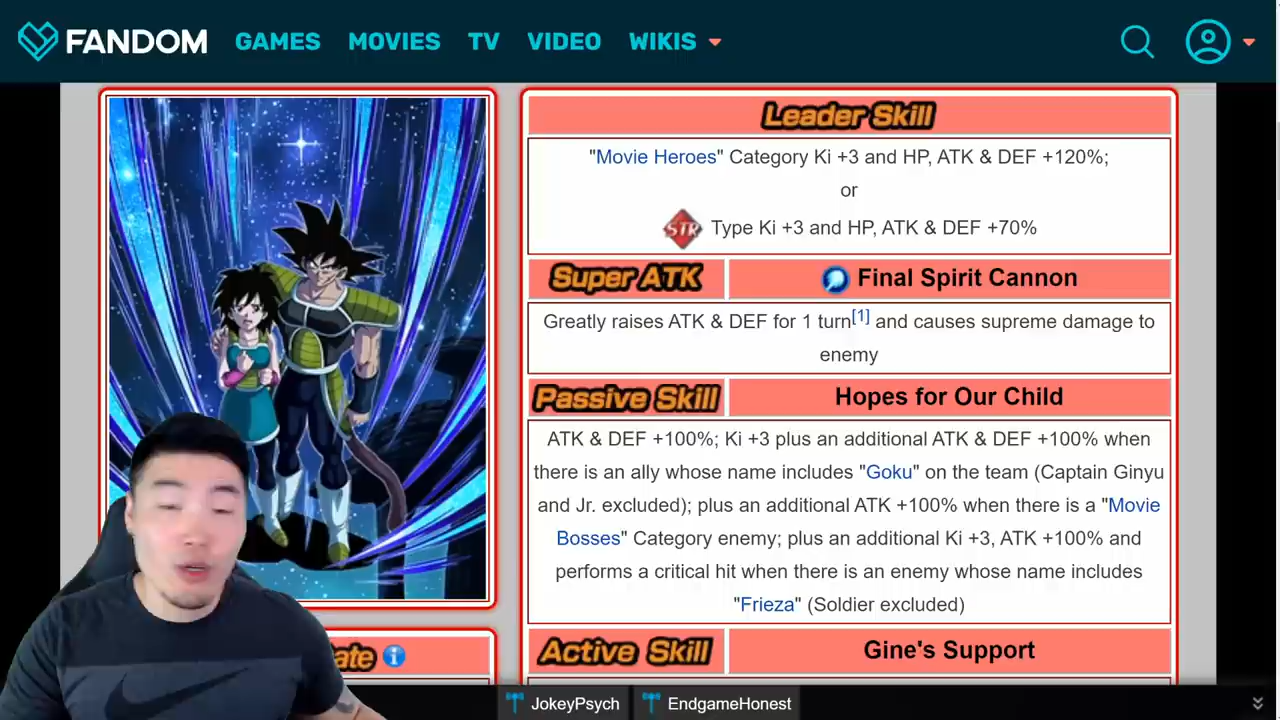 FANDOM GAMES MOVIES TV VIDEO WIKIS
Leader Skill
"Movie Heroes" Category Ki +3 and HP, ATK & DEF +120%;
or
STR Type Ki +3 and HP, ATK & DEF +70%
Super ATK Final Spirit Cannon
Greatly raises ATK & DEF for 1 turn[1] and causes supreme damage to
enemy
Passive Skill Hopes for Our Child
ATK & DEF +100%; Ki +3 plus an additional ATK & DEF +100% when
there is an ally whose name includes "Goku" on the team (Captain Ginyu
and Jr. excluded); plus an additional ATK +100% when there is a "Movie
Bosses" Category enemy; plus an additional Ki +3, ATK +100% and
performs a critical hit when there is an enemy whose name includes
"Frieza" (Soldier excluded)
Active Skill Gine's Support
JokeyPsych EndgameHonest